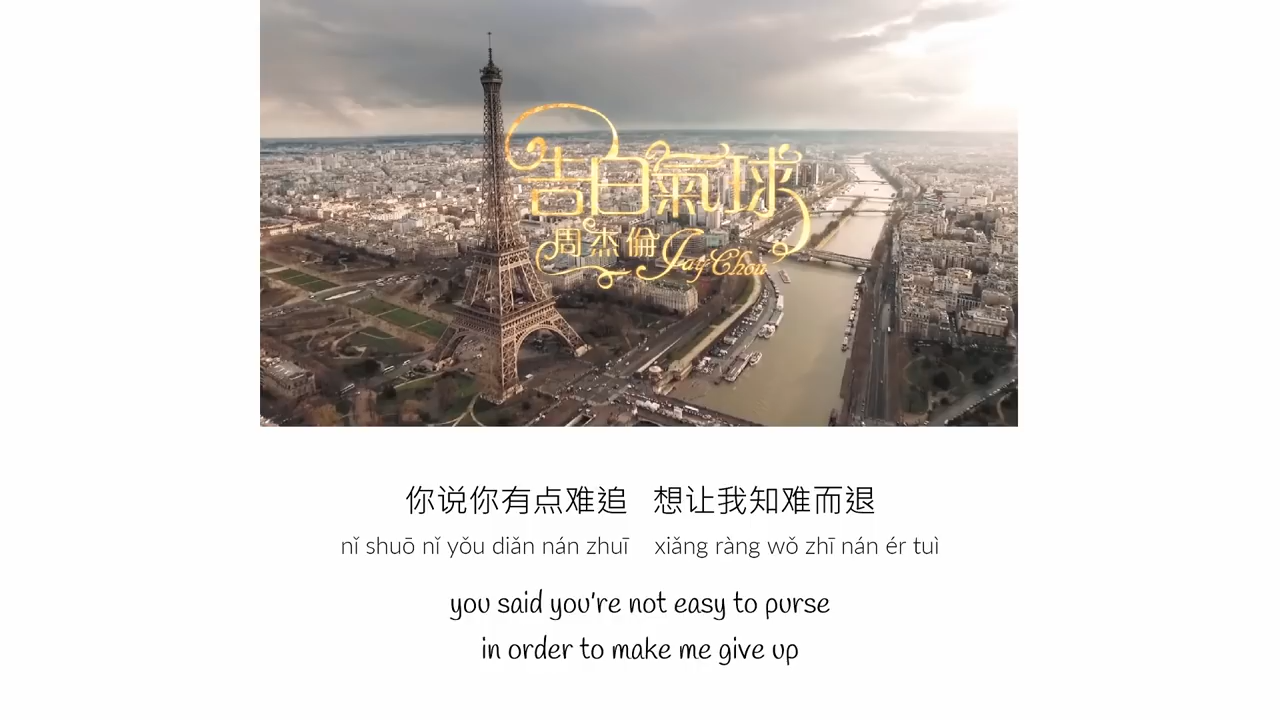 告白氣球
周杰倫 Jay Chou
你说你有点难追 想让我知难而退
nǐ shuō nǐ yǒu diǎn nán zhuī xiǎng ràng wǒ zhī nán ér tuì
you said you're not easy to purse
in order to make me give up